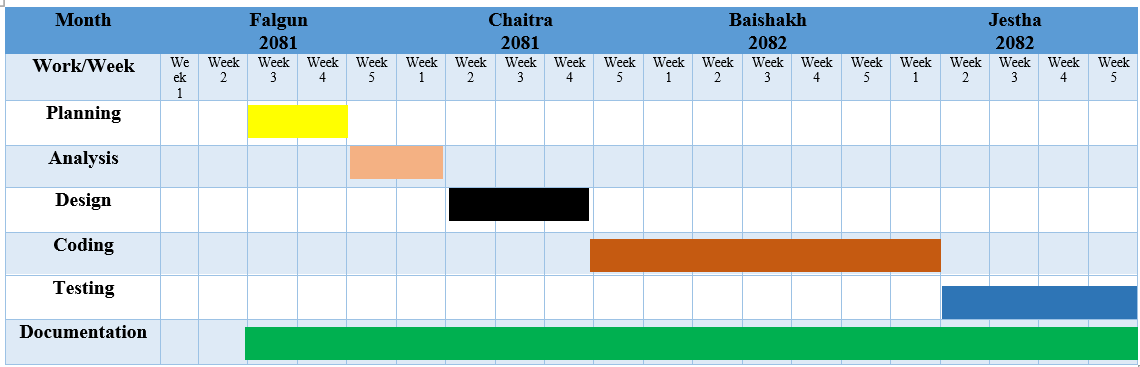 Month Falgun Chaitra Baishakh Jestha
2081 2081 2082 2082
Work/Week We Week Week Week Week Week Week Week Week Week Week Week Week Week Week Week Week Week Week Week
ek 2 3 4 5 1 2 3 4 5 1 2 3 4 5 1 2 3 4 5
1
Planning
Analysis
Design
Coding
Testing
Documentation